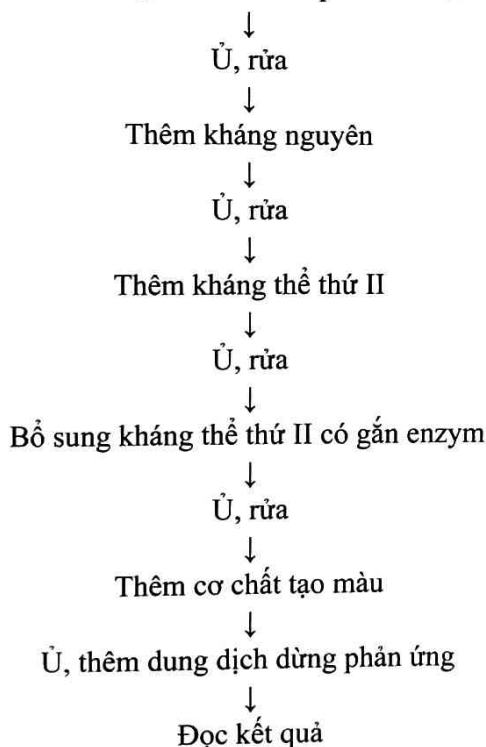 ↓
Ủ, rửa
↓
Thêm kháng nguyên
↓
Ủ, rửa
↓
Thêm kháng thể thứ II
↓
Ủ, rửa
↓
Bổ sung kháng thể thứ II có gắn enzym
↓
Ủ, rửa
↓
Thêm cơ chất tạo màu
↓
Ủ, thêm dung dịch dừng phản ứng
↓
Đọc kết quả